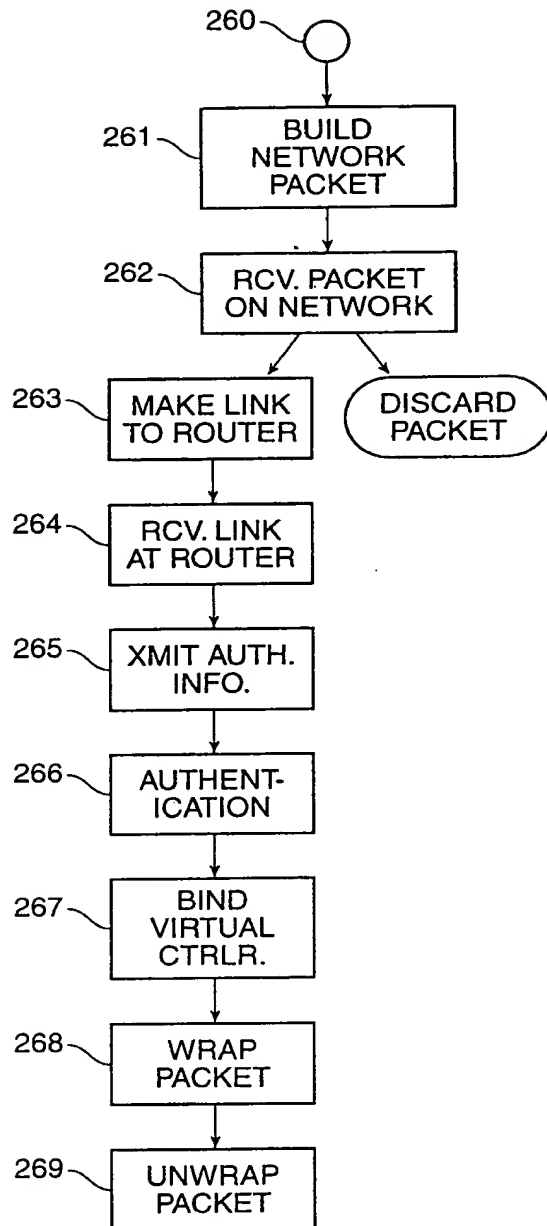 260
261
BUILD
NETWORK
PACKET
262
RCV. PACKET
ON NETWORK
263
MAKE LINK
TO ROUTER
DISCARD
PACKET
264
RCV. LINK
AT ROUTER
265
XMIT AUTH.
INFO.
266
AUTHENT-
ICATION
267
BIND
VIRTUAL
CTRLR.
268
WRAP
PACKET
269
UNWRAP
PACKET